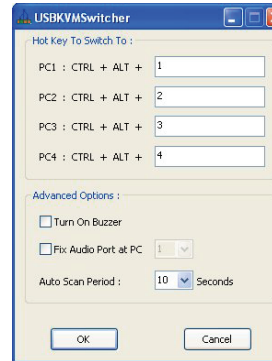 USBKVMSwitcher
Hot Key To Switch To :
PC1 : CTRL + ALT + 1
PC2 : CTRL + ALT + 2
PC3 : CTRL + ALT + 3
PC4 : CTRL + ALT + 4
Advanced Options :
Turn On Buzzer
Fix Audio Port at PC 1
Auto Scan Period : 10 Seconds
OK Cancel